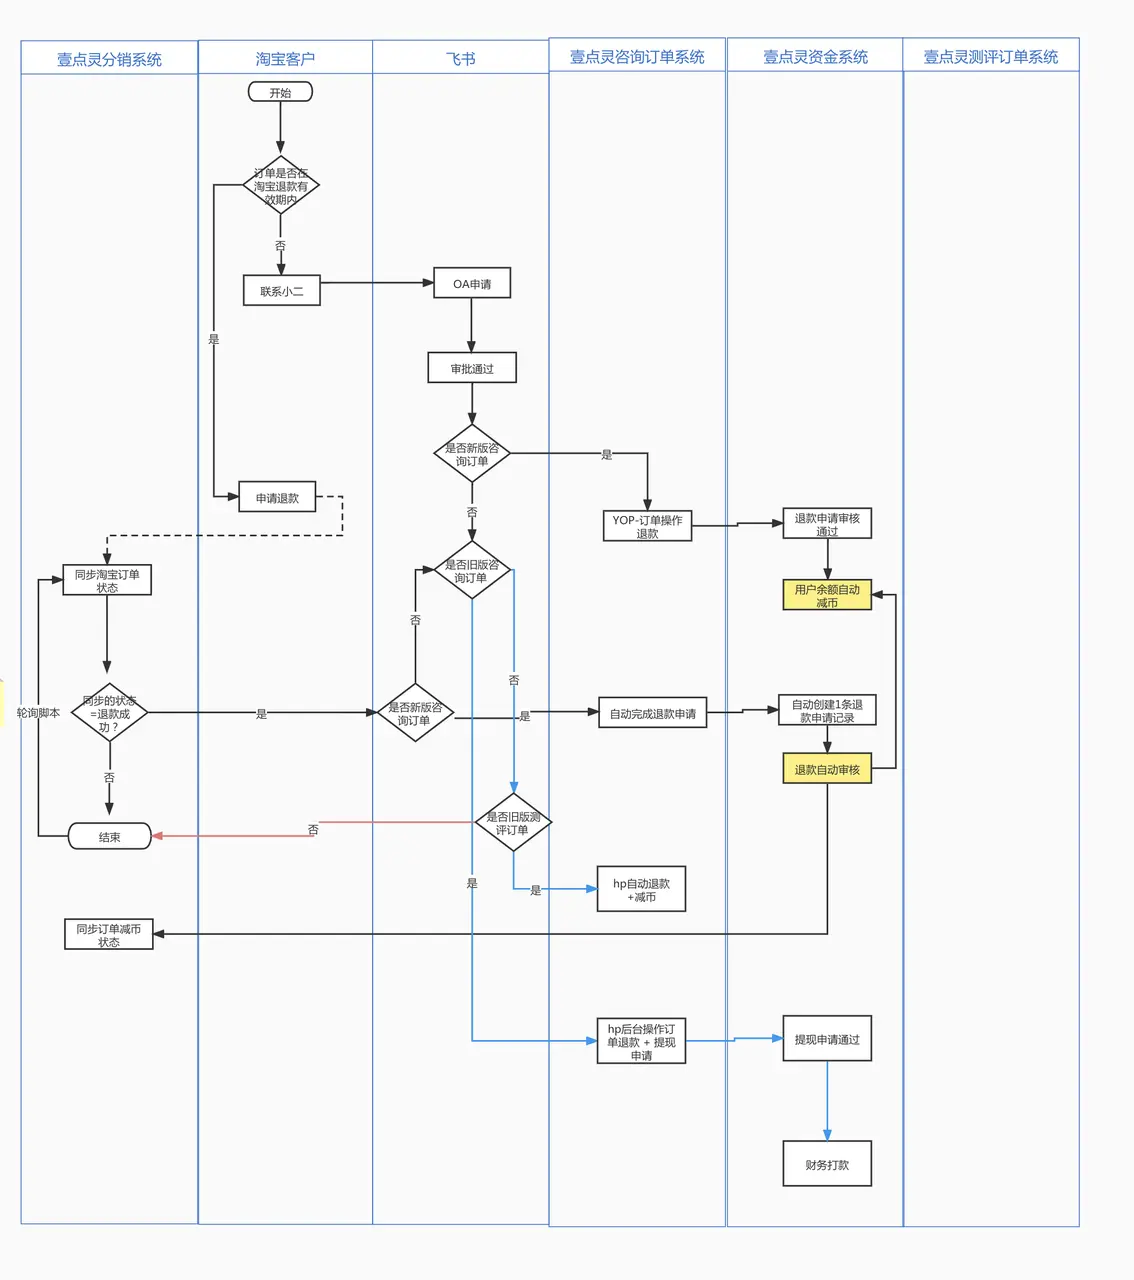 壹点灵分销系统
淘宝客户
飞书
壹点灵咨询订单系统
壹点灵资金系统
壹点灵测评订单系统
开始
订单是否在
淘宝退款有
效期内
否
联系小二
OA申请
是
审批通过
是否新版咨
询订单
是
申请退款
否
YOP-订单操作
退款
退款申请审核
通过
同步淘宝订单
状态
是否旧版咨
询订单
用户余额自动
减币
否
否
轮询脚本
同步的状态
=退款成
功？
是
是否新版咨
询订单
是
自动完成退款申请
自动创建1条退
款申请记录
否
退款自动审核
结束
否
是否旧版测
评订单
是
是
hp自动退款
+减币
同步订单减币
状态
hp后台操作订
单退款 + 提现
申请
提现申请通过
财务打款